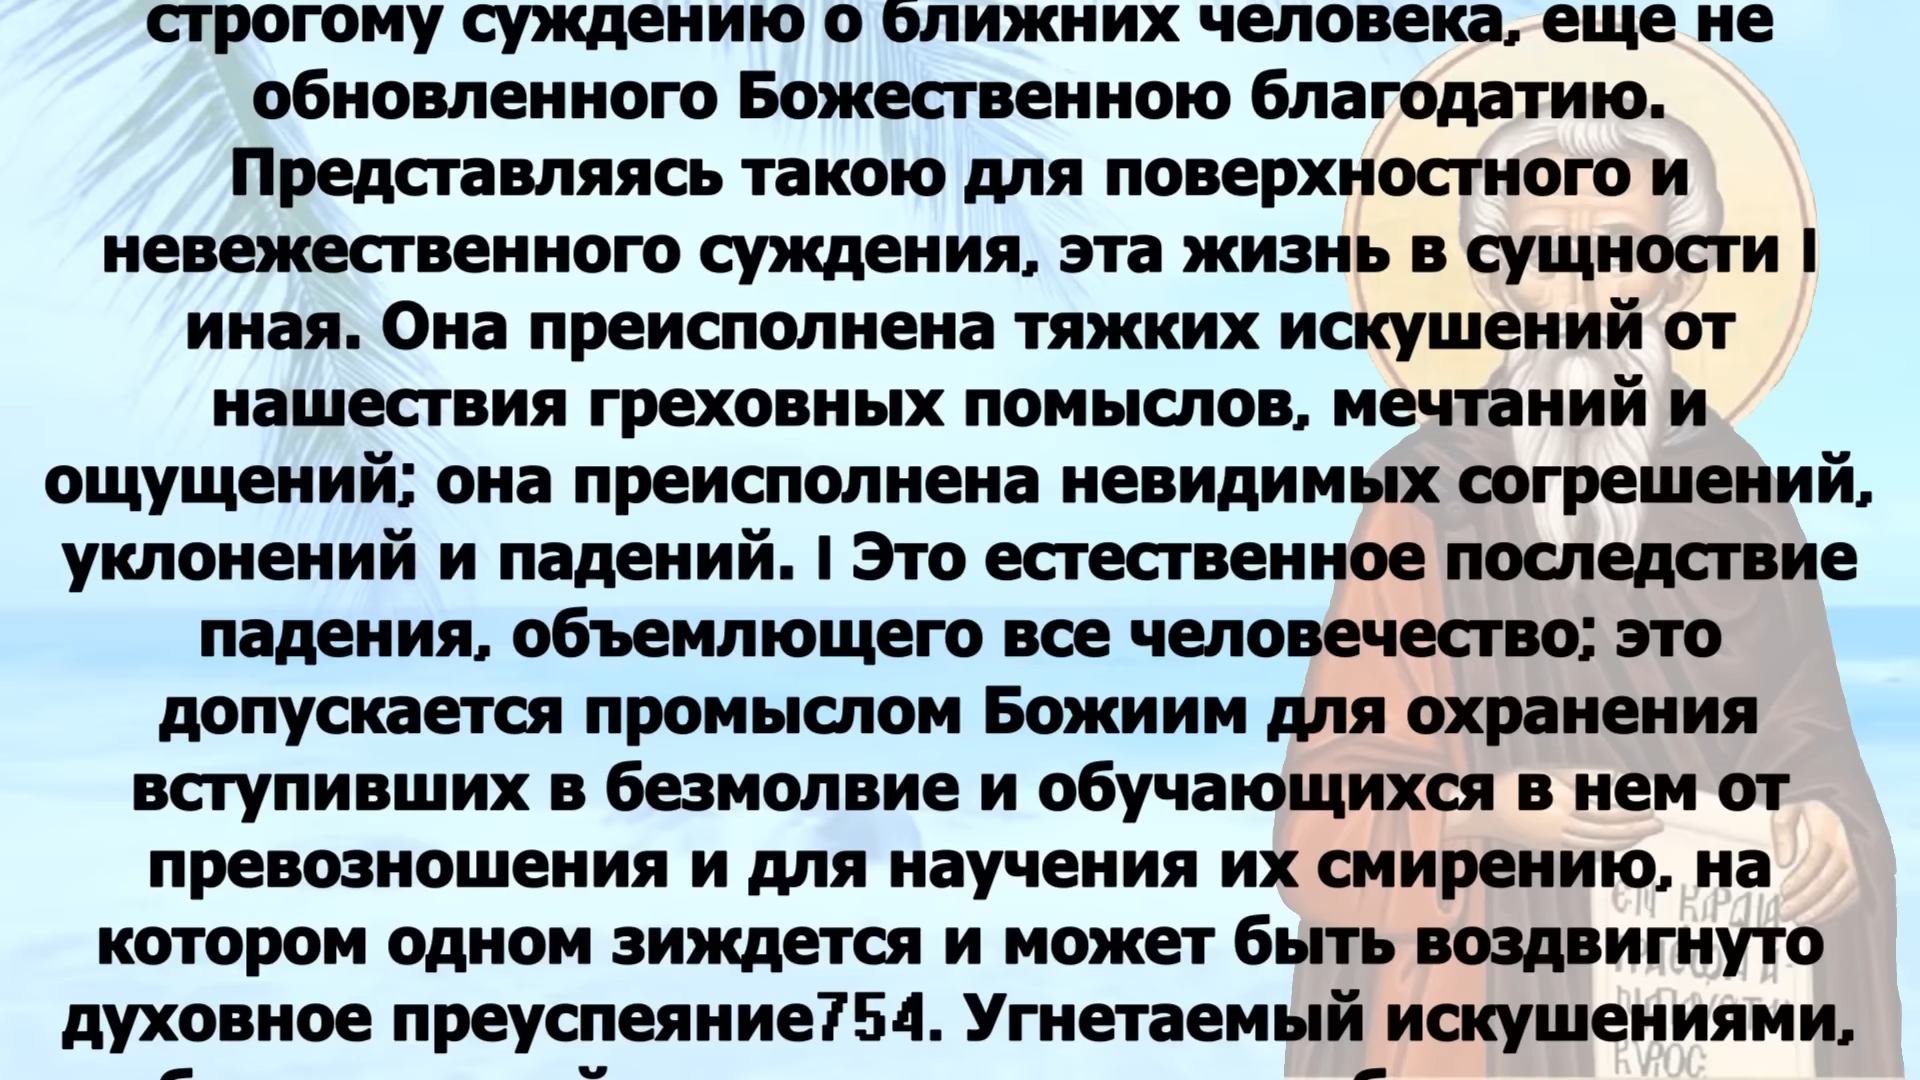 строгому суждению о ближних человека, еще не
обновленного Божественною благодатию.
Представляясь такою для поверхностного и
невежественного суждения, эта жизнь в сущности |
иная. Она преисполнена тяжких искушений от
нашествия греховных помыслов, мечтаний и
ощущений; она преисполнена невидимых согрешений,
уклонений и падений. | Это естественное последствие
падения, объемлющего все человечество; это
допускается промыслом Божиим для охранения
вступивших в безмолвие и обучающихся в нем от
превозношения и для научения их смирению, на
котором одном зиждется и может быть воздвигнуто
духовное преуспеяние754. Угнетаемый искушениями,